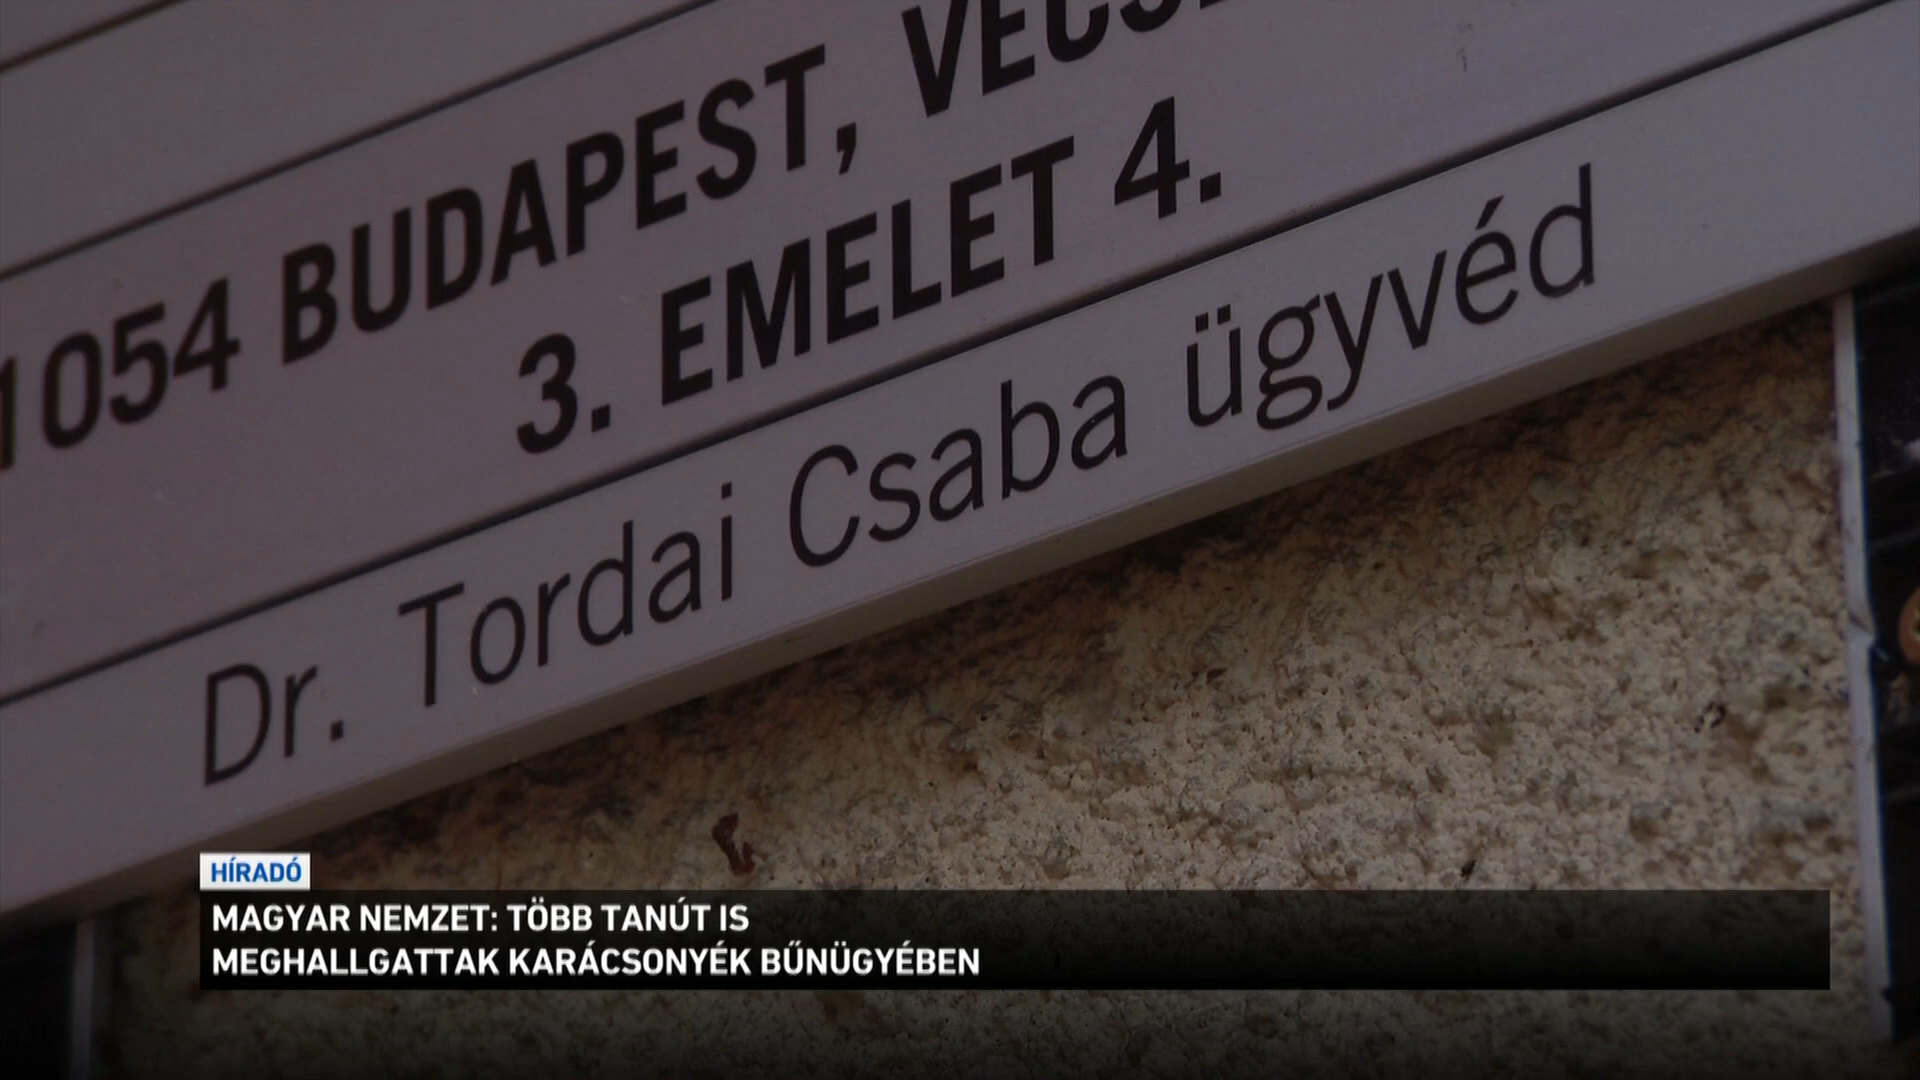 1054 BUDAPEST,
3. EMELET 4.
Dr. Tordai Csaba ügyvéd
HÍRADÓ
MAGYAR NEMZET: TÖBB TANÚT IS
MEGHALLGATTAK KARÁCSONYÉK BŰNÜGYÉBEN